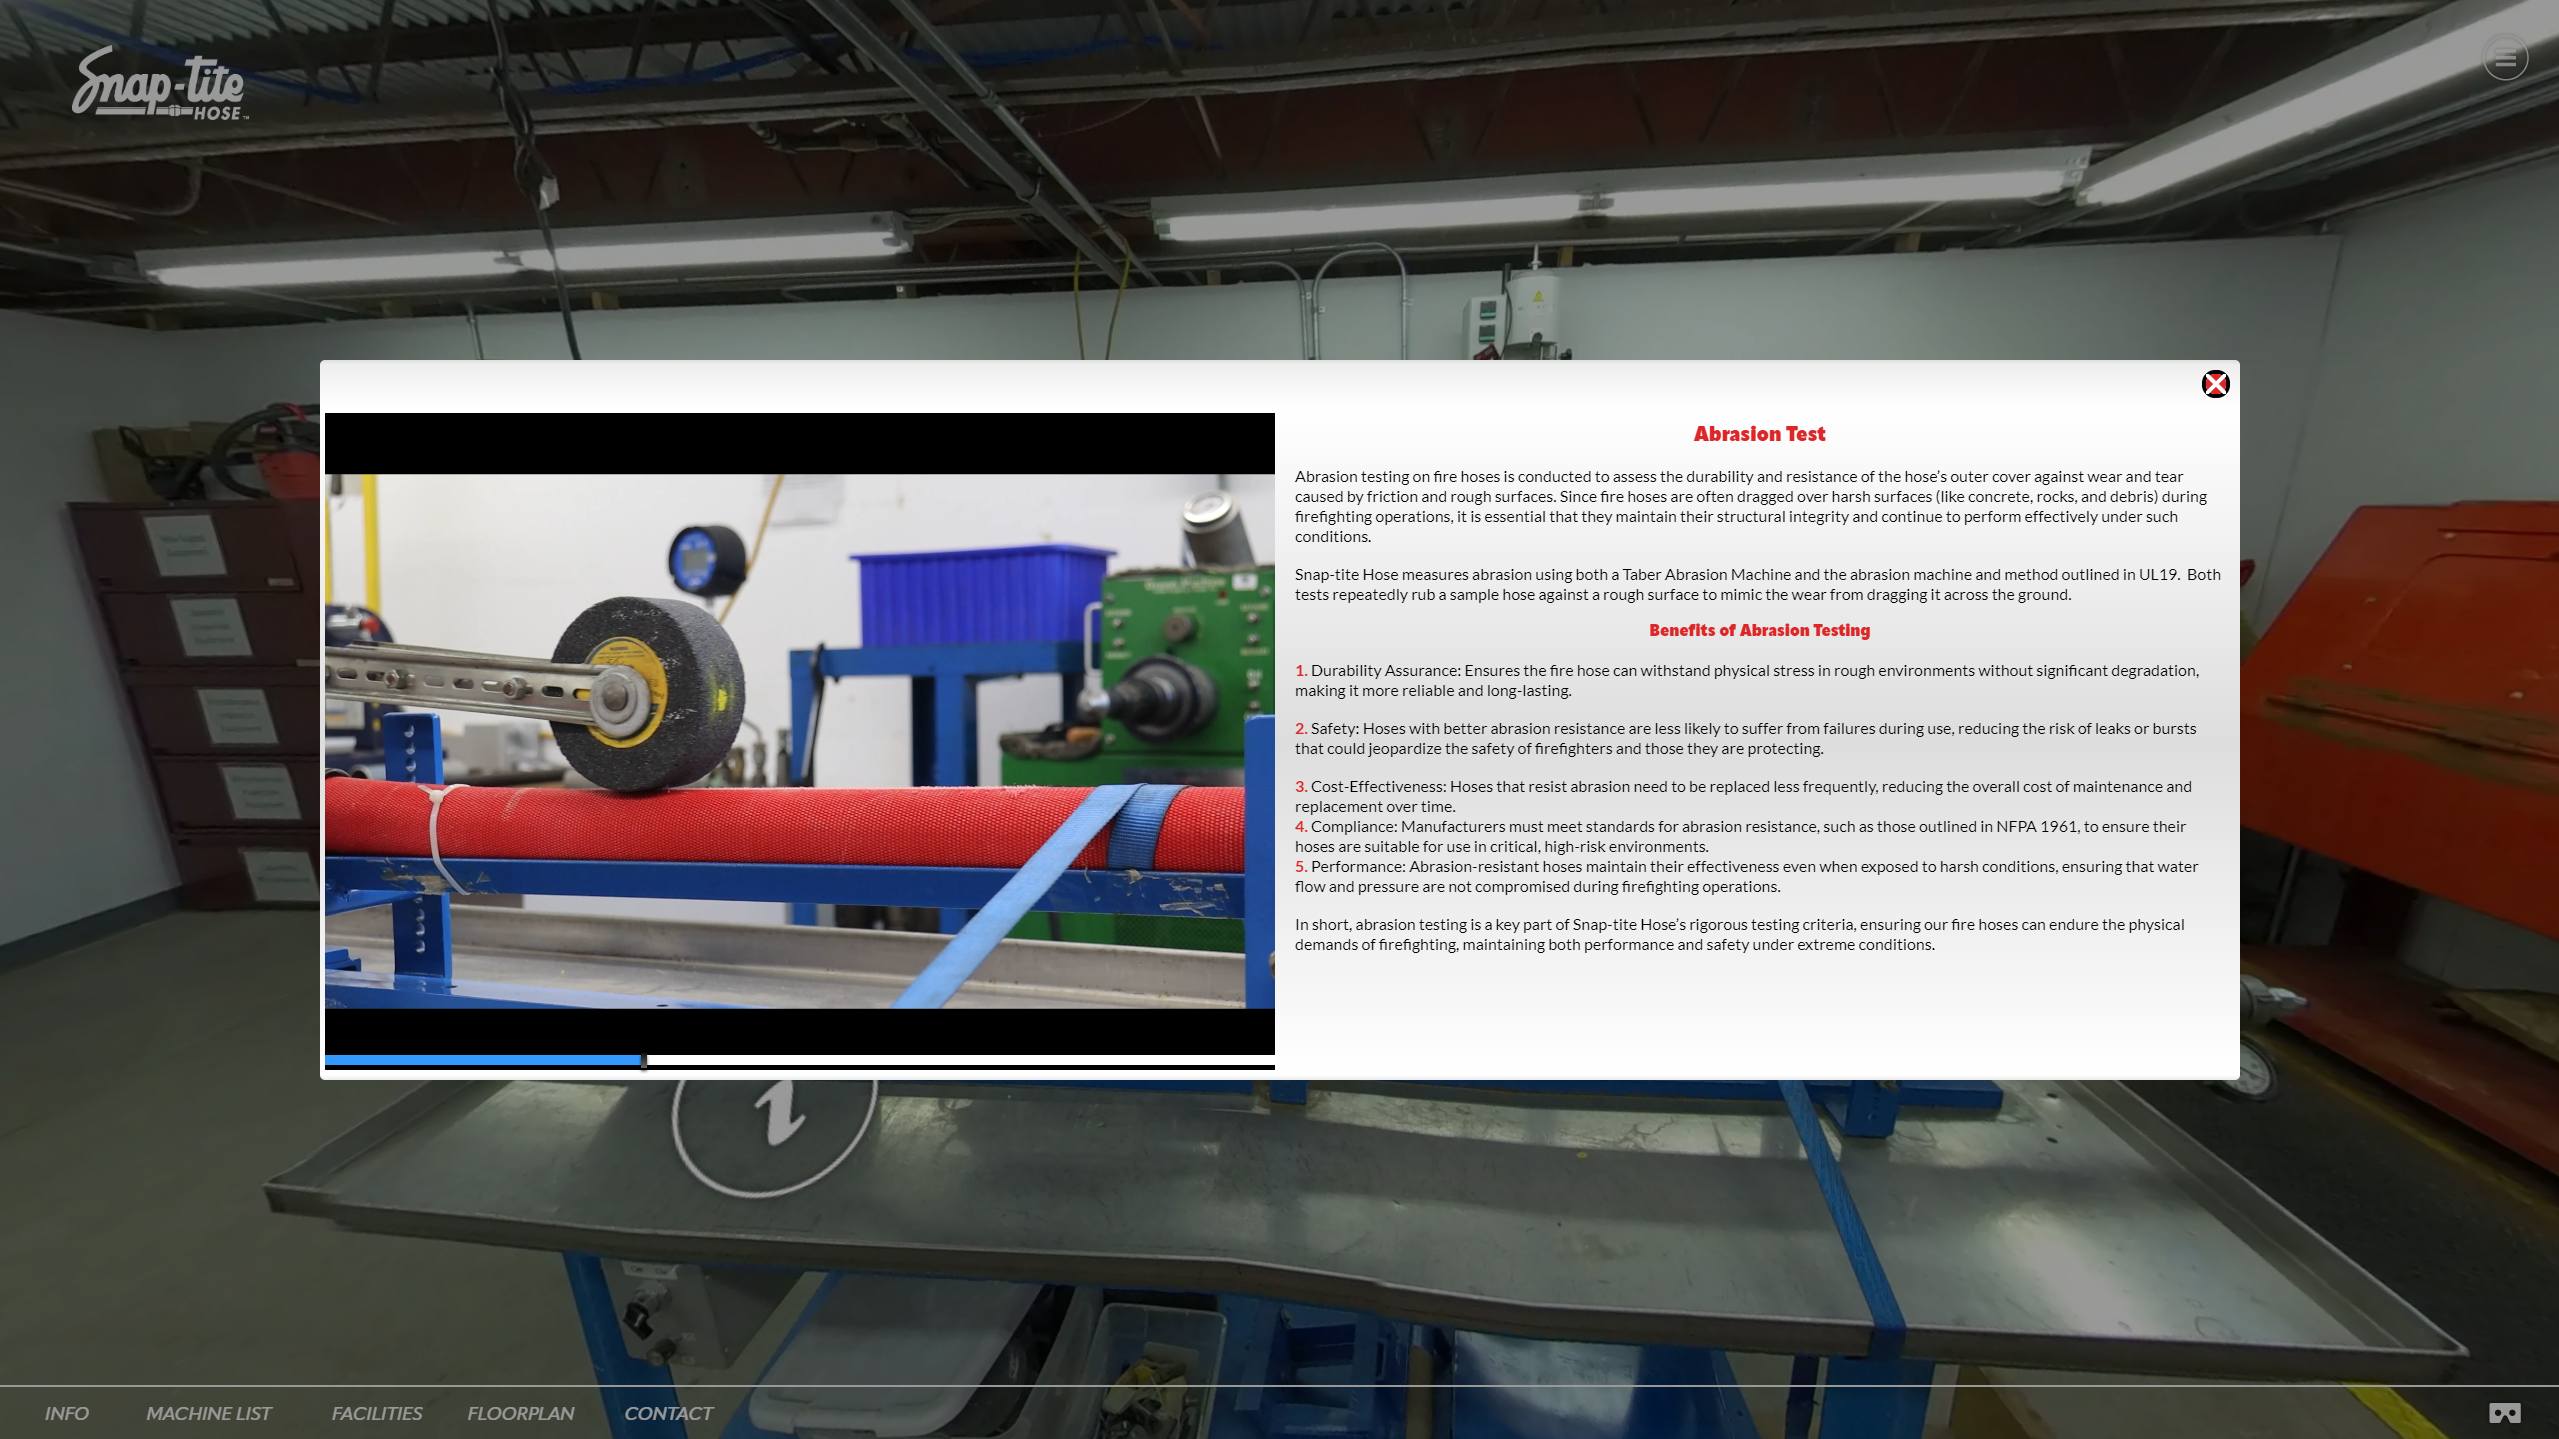 Snap-tite
HOSE™
Abrasion Test
Abrasion testing on fire hoses is conducted to assess the durability and resistance of the hose’s outer cover against wear and tear
caused by friction and rough surfaces. Since fire hoses are often dragged over harsh surfaces (like concrete, rocks, and debris) during
firefighting operations, it is essential that they maintain their structural integrity and continue to perform effectively under such
conditions.
Snap-tite Hose measures abrasion using both a Taber Abrasion Machine and the abrasion machine and method outlined in UL19.  Both
tests repeatedly rub a sample hose against a rough surface to mimic the wear from dragging it across the ground.
Benefits of Abrasion Testing
1. Durability Assurance: Ensures the fire hose can withstand physical stress in rough environments without significant degradation,
making it more reliable and long-lasting.
2. Safety: Hoses with better abrasion resistance are less likely to suffer from failures during use, reducing the risk of leaks or bursts
that could jeopardize the safety of firefighters and those they are protecting.
3. Cost-Effectiveness: Hoses that resist abrasion need to be replaced less frequently, reducing the overall cost of maintenance and
replacement over time.
4. Compliance: Manufacturers must meet standards for abrasion resistance, such as those outlined in NFPA 1961, to ensure their
hoses are suitable for use in critical, high-risk environments.
5. Performance: Abrasion-resistant hoses maintain their effectiveness even when exposed to harsh conditions, ensuring that water
flow and pressure are not compromised during firefighting operations.
In short, abrasion testing is a key part of Snap-tite Hose’s rigorous testing criteria, ensuring our fire hoses can endure the physical
demands of firefighting, maintaining both performance and safety under extreme conditions.
i
INFO MACHINE LIST FACILITIES FLOORPLAN CONTACT